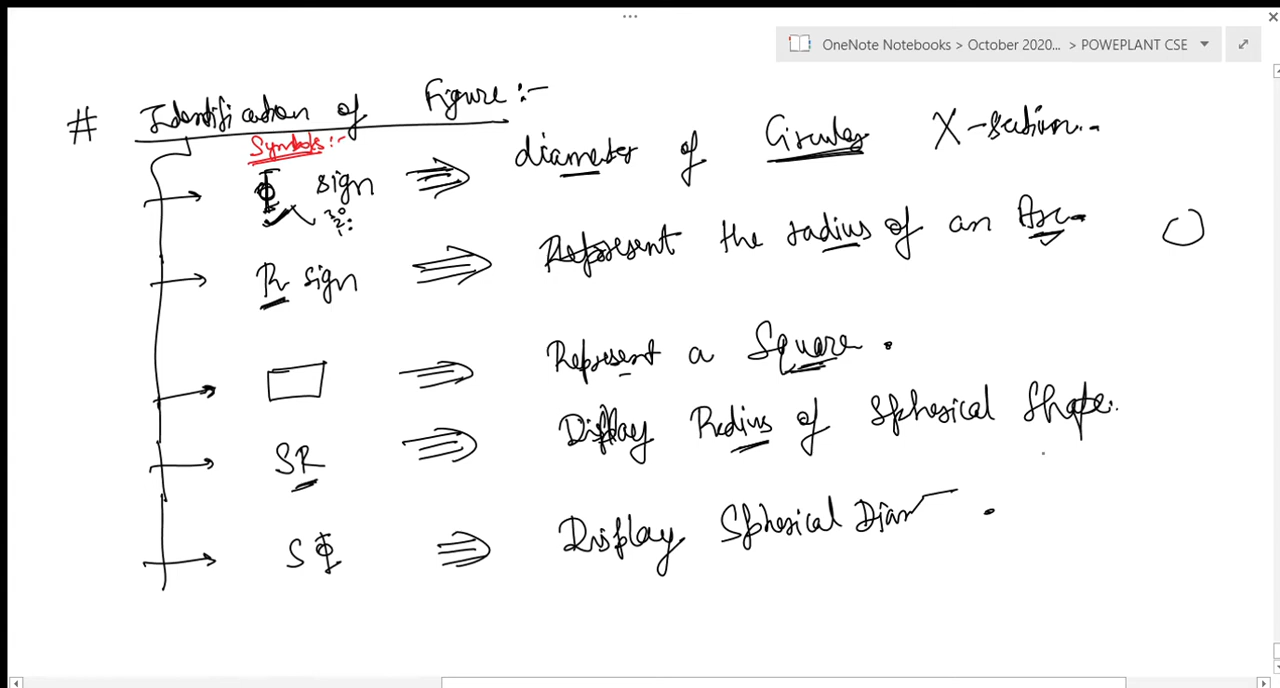 OneNote Notebooks > October 2020... > POWEPLANT CSE
# Identification of Figure :-
Symbols :-
Φ sign ⇒ diameter of Circular X-section.
R sign ⇒ Represent the radius of an Arc.
□ ⇒ Represent a Square.
SR ⇒ Display Radius of Spherical Shape.
SΦ ⇒ Display Spherical Diam